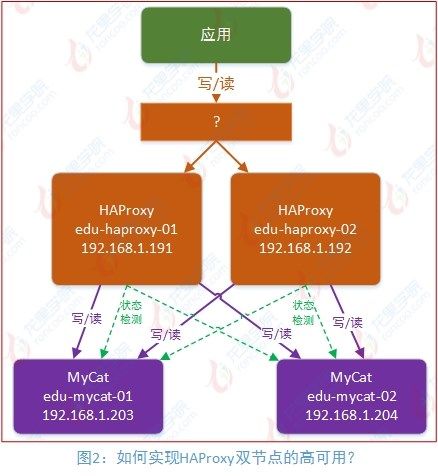 应用
写/读
?
HAProxy
edu-haproxy-01
192.168.1.191
HAProxy
edu-haproxy-02
192.168.1.192
写/读
状态
检测
写/读
写/读
状态
检测
写/读
MyCat
edu-mycat-01
192.168.1.203
MyCat
edu-mycat-02
192.168.1.204
图2：如何实现HAProxy双节点的高可用？